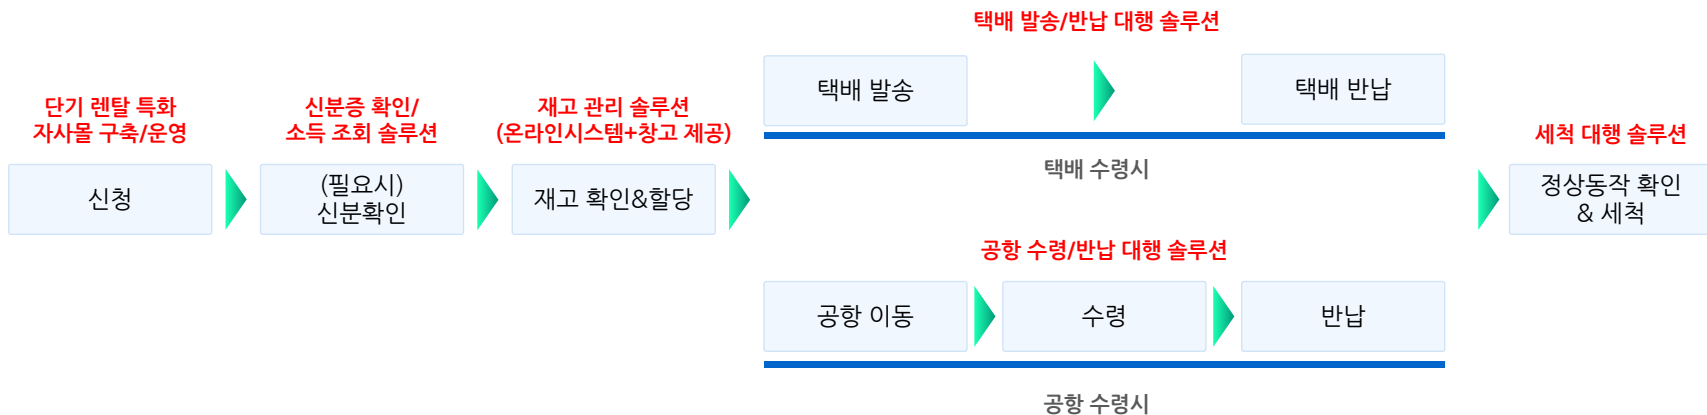 단기 렌탈 특화
자사몰 구축/운영
신청
신분증 확인/
소득 조회 솔루션
(필요시)
신분확인
재고 관리 솔루션
(온라인시스템+창고 제공)
재고 확인&할당
택배 발송/반납 대행 솔루션
택배 발송
택배 반납
택배 수령시
공항 수령/반납 대행 솔루션
공항 이동
수령
반납
공항 수령시
세척 대행 솔루션
정상동작 확인
& 세척